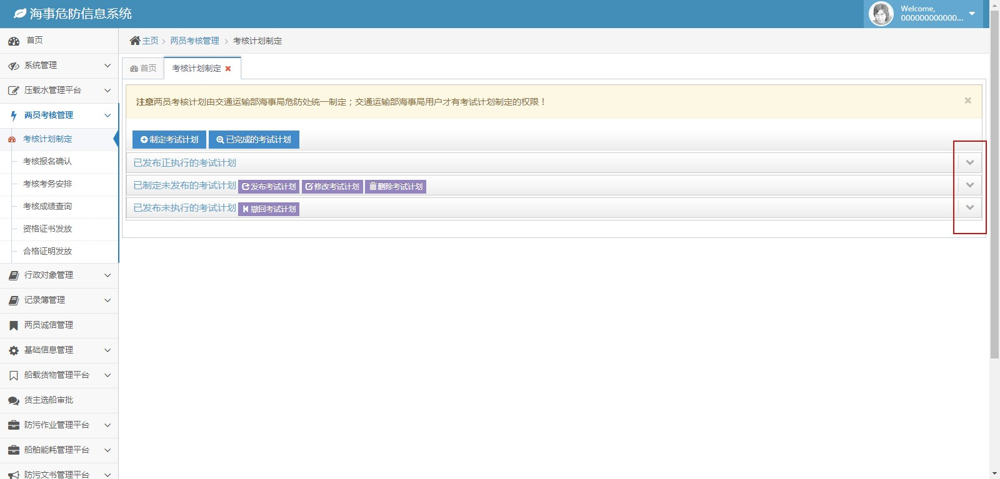 海事危防信息系统
Welcome,
000000000000...
首页
系统管理
压载水管理平台
两员考核管理
考核计划制定
考核报名确认
考核考务安排
考核成绩查询
资格证书发放
合格证明发放
行政对象管理
记录簿管理
两员诚信管理
基础信息管理
船载货物管理平台
货主选船审批
防污作业管理平台
船舶能耗管理平台
防污文书管理平台
主页 > 两员考核管理 > 考核计划制定
首页 考核计划制定 ×
注意两员考核计划由交通运输部海事局危防处统一制定；交通运输部海事局用户才有考试计划制定的权限！ ×
制定考试计划 已完成的考试计划
已发布正执行的考试计划
已制定未发布的考试计划 发布考试计划 修改考试计划 删除考试计划
已发布未执行的考试计划 撤回考试计划